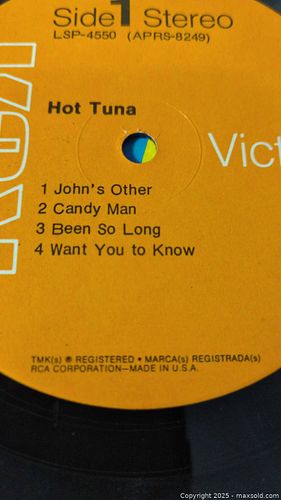 Side 1 Stereo
LSP-4550 (APRS-8249)
RCA
Hot Tuna
Vict
1 John's Other
2 Candy Man
3 Been So Long
4 Want You to Know
TMK(s) ® REGISTERED • MARCA(s) REGISTRADA(s)
RCA CORPORATION—MADE IN U.S.A.
Copyright © 2025 - maxsold.com